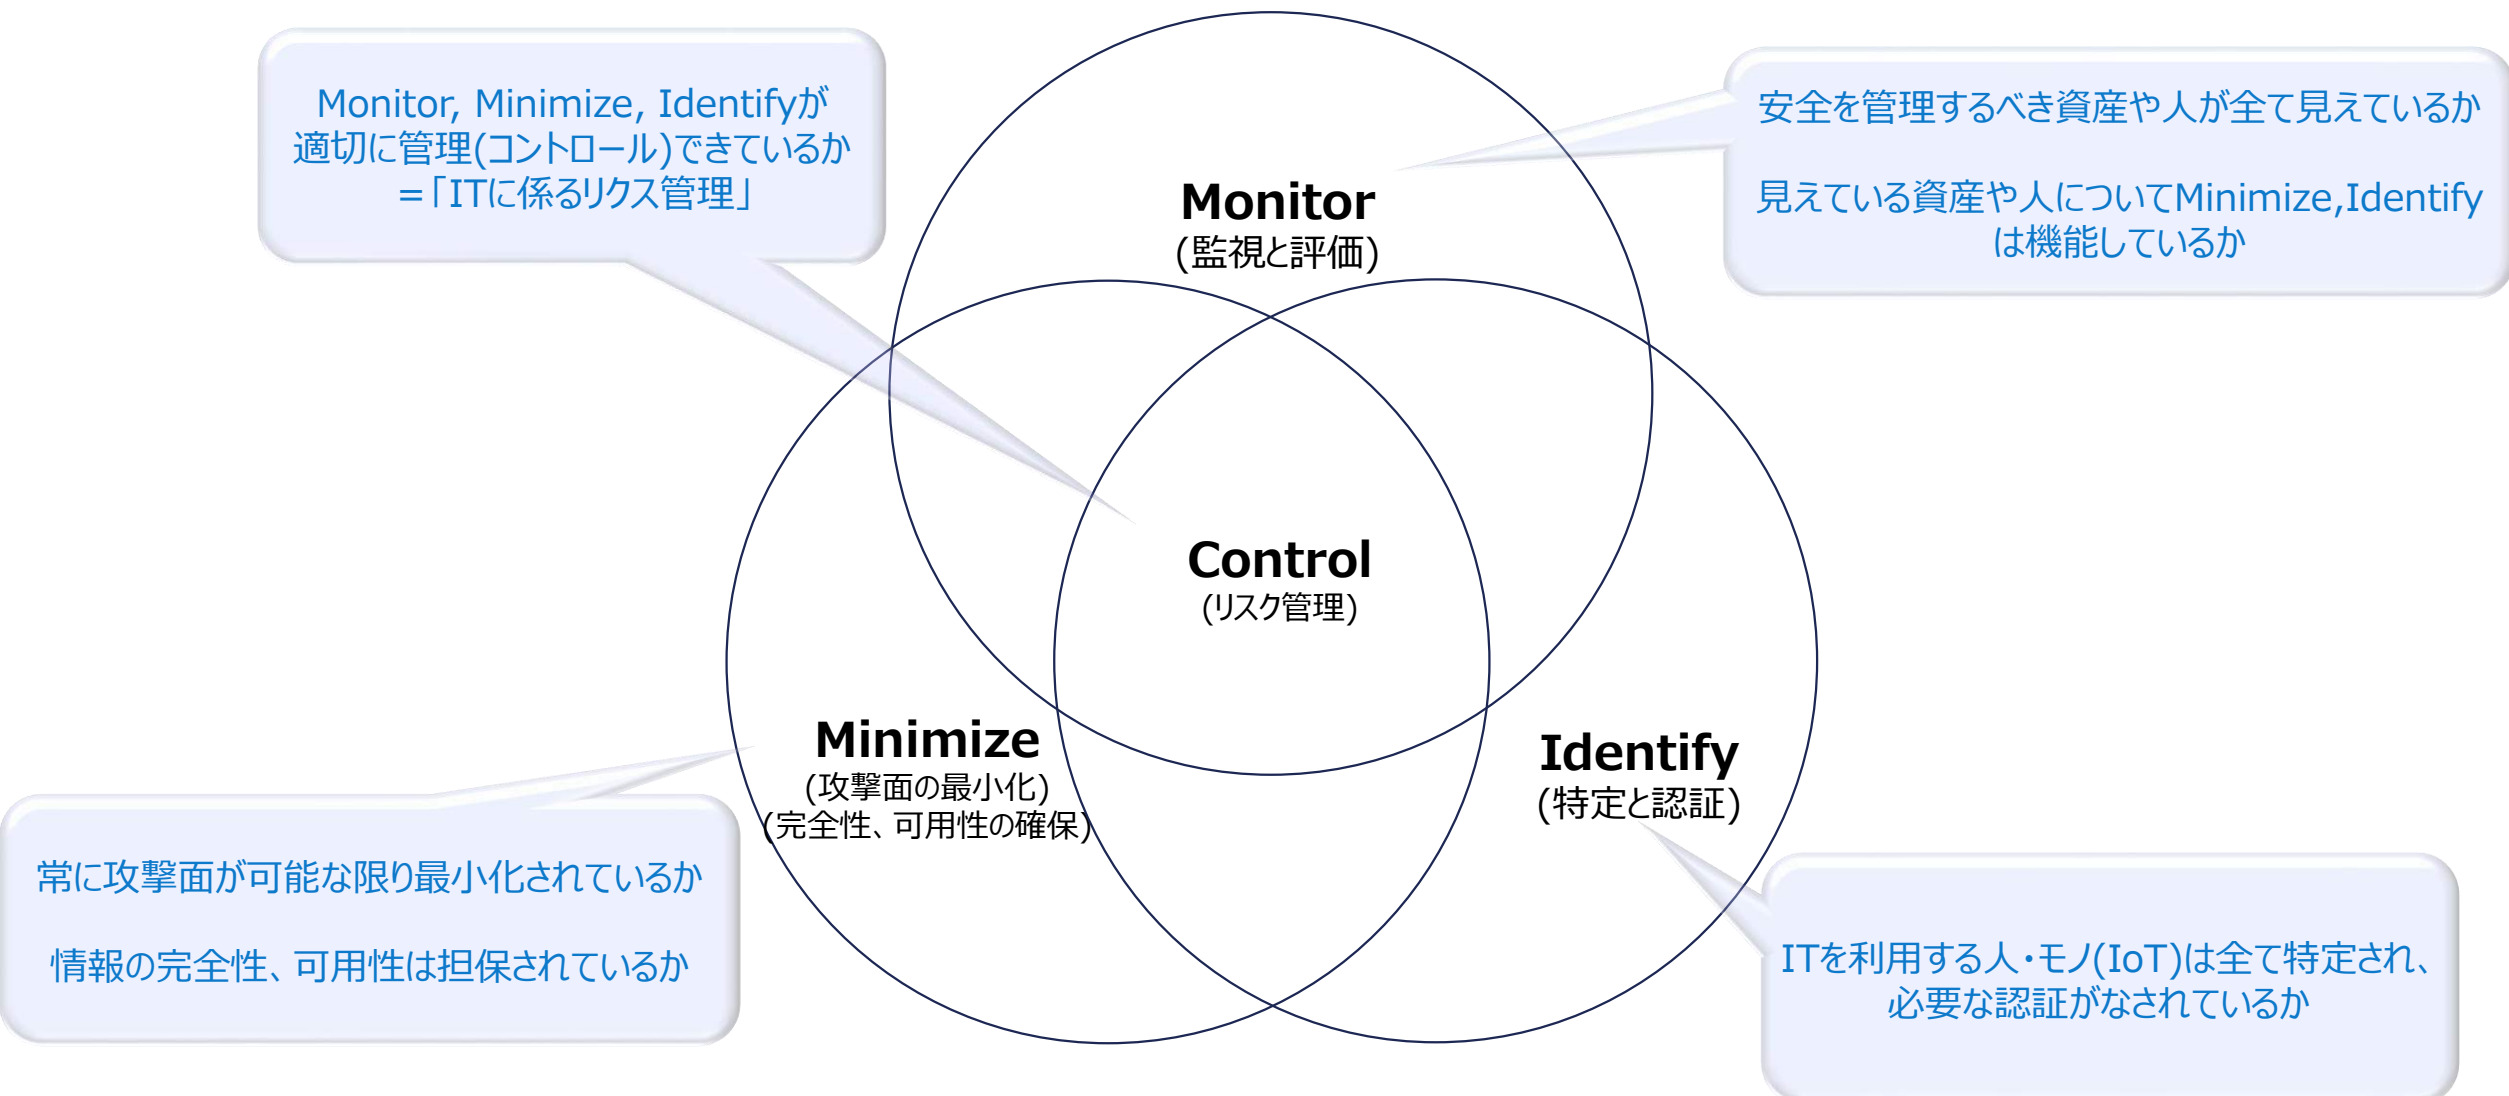 Monitor, Minimize, Identifyが
適切に管理(コントロール)できているか
=「ITに係るリクス管理」
安全を管理するべき資産や人が全て見えているか
見えている資産や人についてMinimize,Identify
は機能しているか
Monitor
(監視と評価)
Control
(リスク管理)
Minimize
(攻撃面の最小化)
(完全性、可用性の確保)
Identify
(特定と認証)
常に攻撃面が可能な限り最小化されているか
情報の完全性、可用性は担保されているか
ITを利用する人・モノ(IoT)は全て特定され、
必要な認証がなされているか